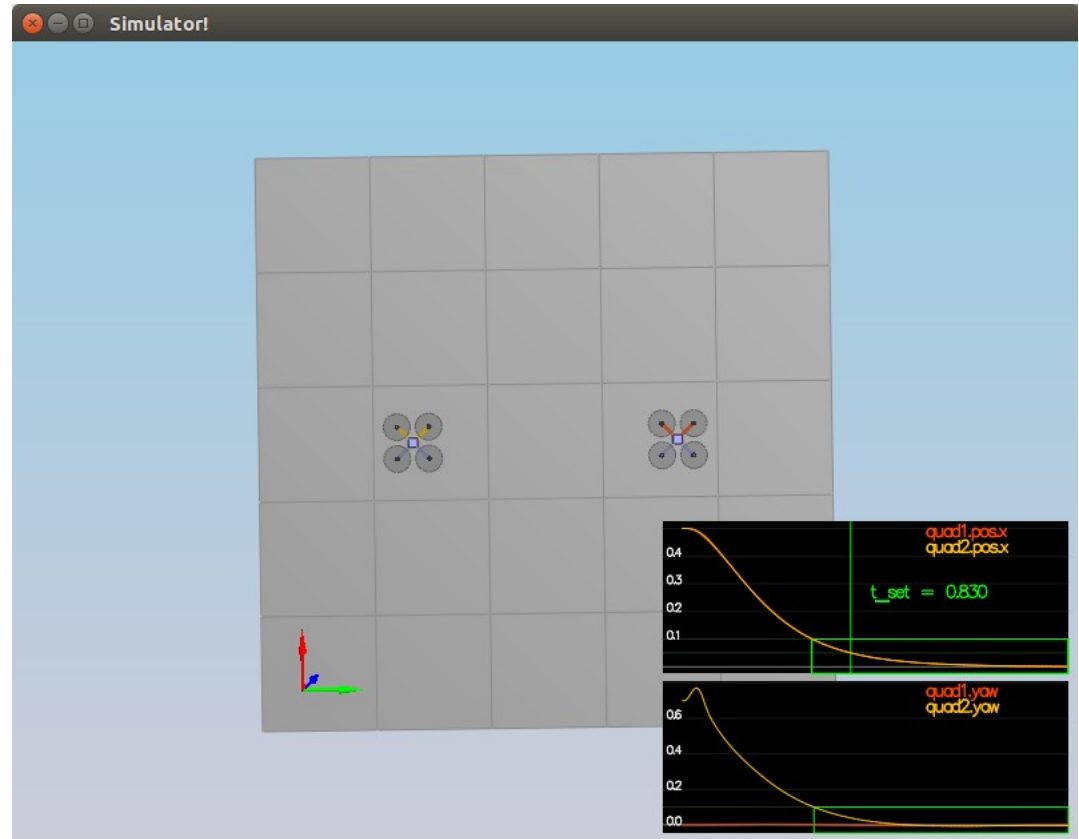 Simulator!
quad1.pos.x
quad2.pos.x
0.4
0.3
t_set = 0.830
0.2
0.1
quad1.yaw
quad2.yaw
0.6
0.4
0.2
0.0